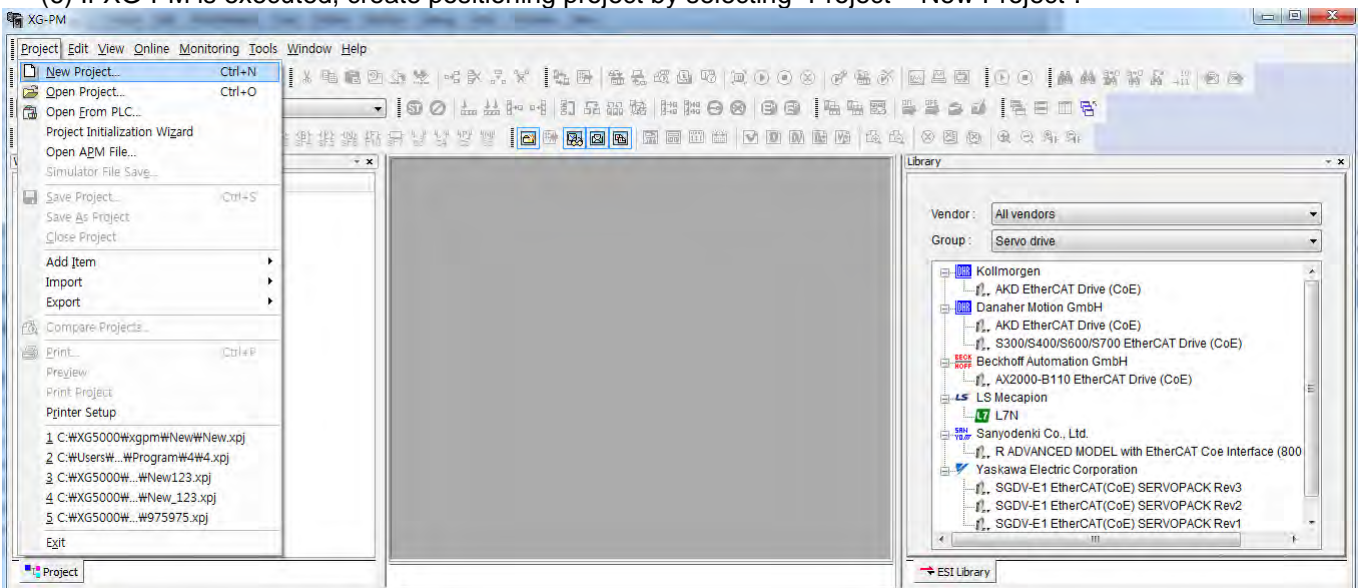 XG-PM
Project Edit View Online Monitoring Tools Window Help
New Project... Ctrl+N
Open Project... Ctrl+O
Open From PLC...
Project Initialization Wizard
Open APM File...
Simulator File Save...
Save Project... Ctrl+S
Save As Project
Close Project
Add Item
Import
Export
Compare Projects...
Print... Ctrl+P
Preview
Print Project
Printer Setup
1 C:₩XG5000₩xgpm₩New₩New.xpj
2 C:₩Users₩...₩Program₩4₩4.xpj
3 C:₩XG5000₩...₩New123.xpj
4 C:₩XG5000₩...₩New_123.xpj
5 C:₩XG5000₩...₩975975.xpj
Exit
Project
Library
Vendor : All vendors
Group : Servo drive
Kollmorgen
AKD EtherCAT Drive (CoE)
Danaher Motion GmbH
AKD EtherCAT Drive (CoE)
S300/S400/S600/S700 EtherCAT Drive (CoE)
BECKHOFF Beckhoff Automation GmbH
AX2000-B110 EtherCAT Drive (CoE)
LS LS Mecapion
L7 L7N
Sanyodenki Co., Ltd.
R ADVANCED MODEL with EtherCAT Coe Interface (800
Yaskawa Electric Corporation
SGDV-E1 EtherCAT(CoE) SERVOPACK Rev3
SGDV-E1 EtherCAT(CoE) SERVOPACK Rev2
SGDV-E1 EtherCAT(CoE) SERVOPACK Rev1
ESI Library